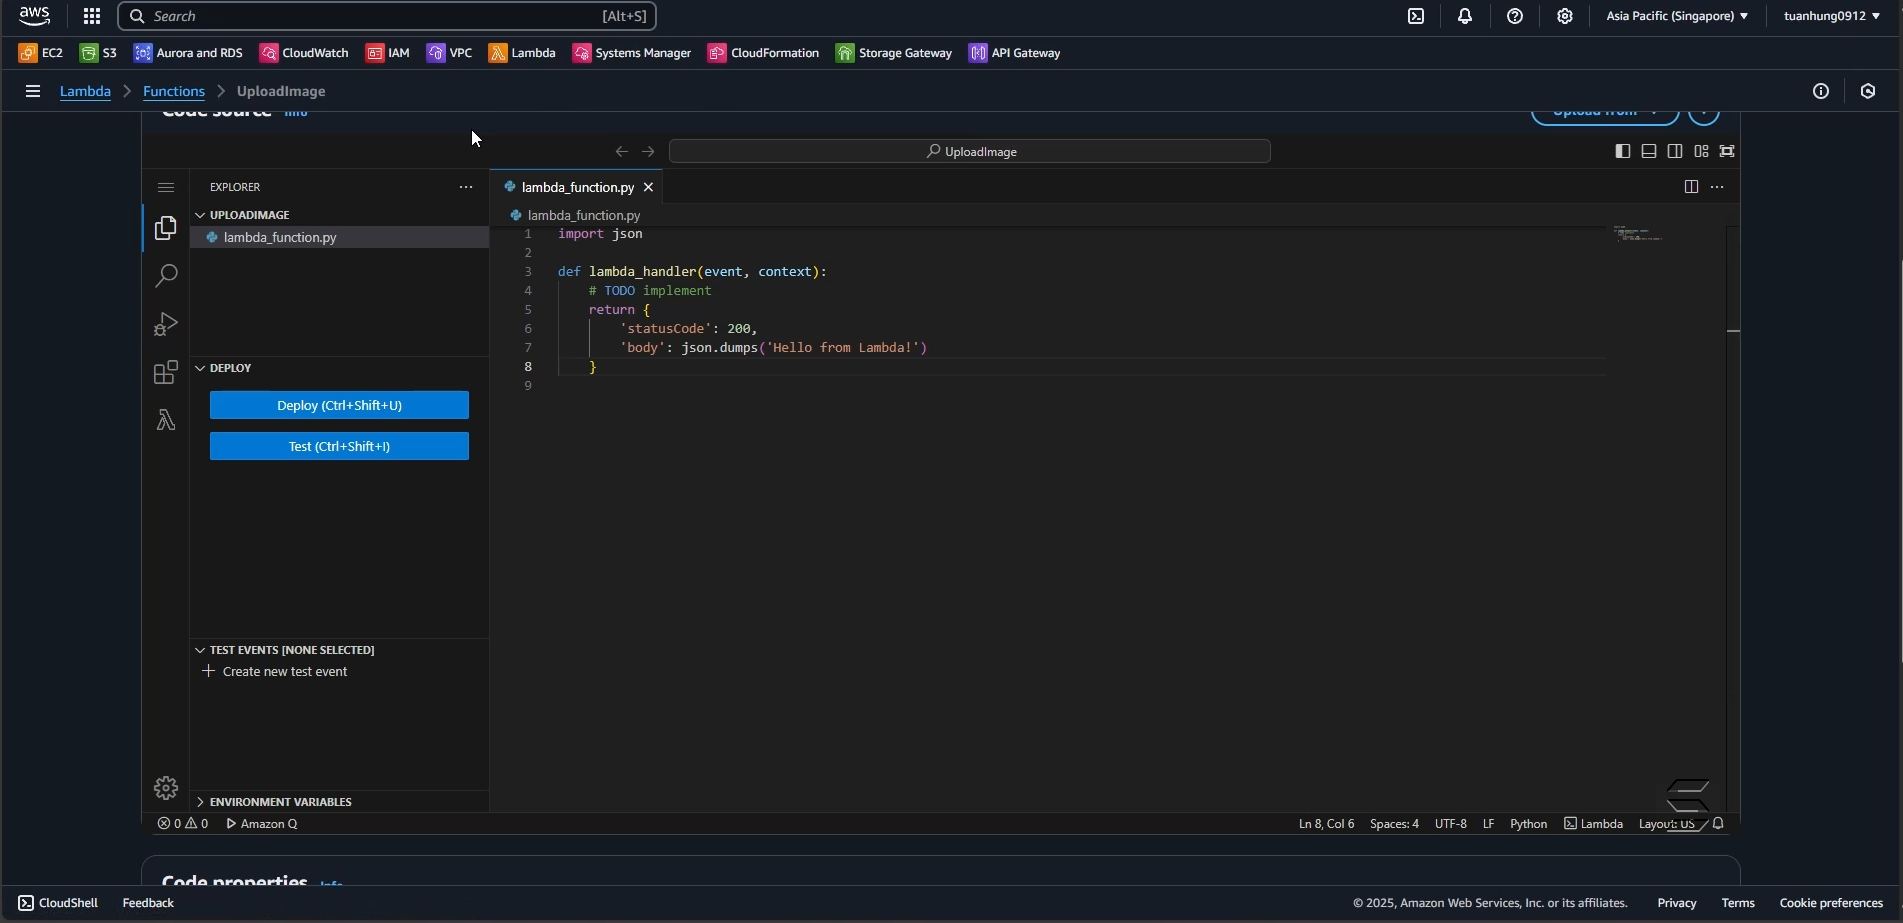 aws
Search
[Alt+S]
Asia Pacific (Singapore)
tuanhung0912
EC2
S3
Aurora and RDS
CloudWatch
IAM
VPC
Lambda
Systems Manager
CloudFormation
Storage Gateway
API Gateway
Lambda
Functions
UploadImage
Code source
Info
Upload from
UploadImage
EXPLORER
UPLOADIMAGE
lambda_function.py
DEPLOY
Deploy (Ctrl+Shift+U)
Test (Ctrl+Shift+I)
TEST EVENTS [NONE SELECTED]
Create new test event
ENVIRONMENT VARIABLES
lambda_function.py
lambda_function.py
1 import json
2
3 def lambda_handler(event, context):
4 # TODO implement
5 return {
6 'statusCode': 200,
7 'body': json.dumps('Hello from Lambda!')
8 }
9
0 0
Amazon Q
Ln 8, Col 6
Spaces: 4
UTF-8
LF
Python
Lambda
Layout: US
Code properties
Info
CloudShell
Feedback
© 2025, Amazon Web Services, Inc. or its affiliates.
Privacy
Terms
Cookie preferences